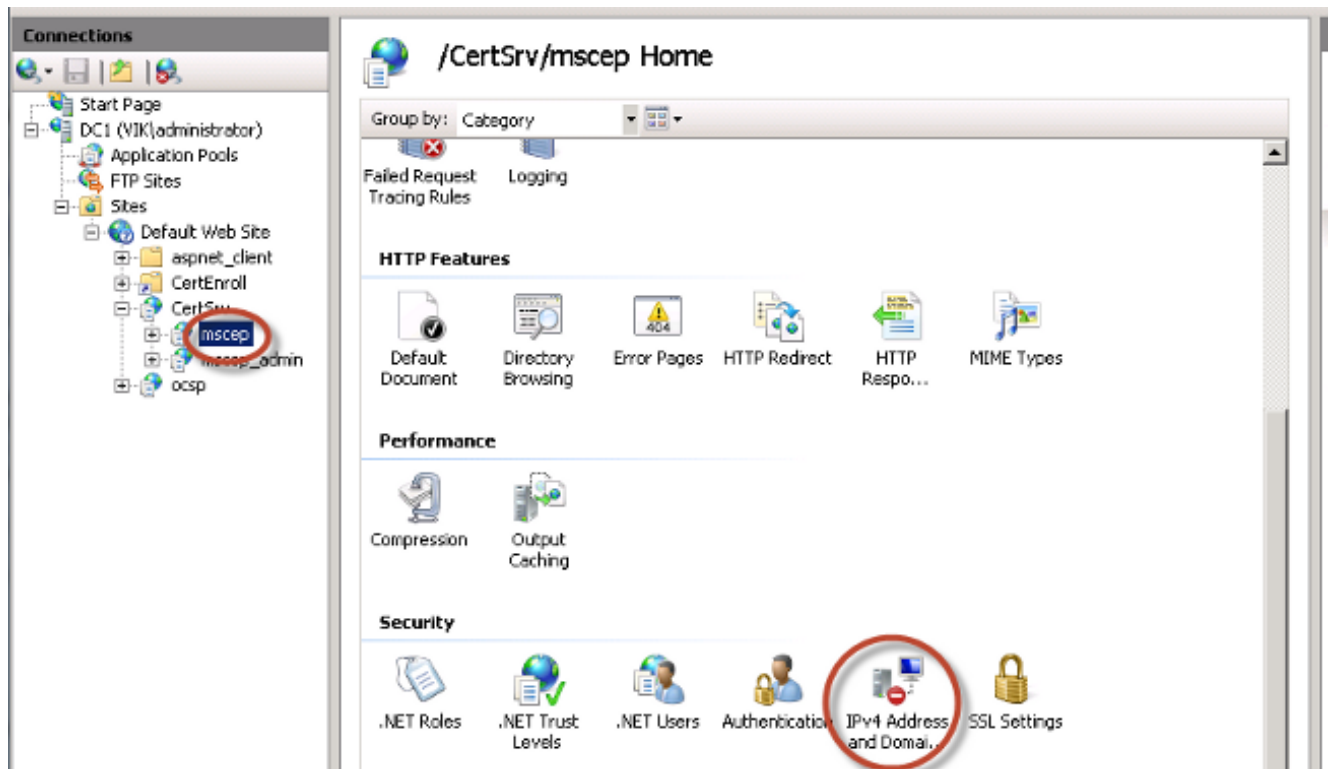 Connections
Start Page
DC1 (VIK\administrator)
Application Pools
FTP Sites
Sites
Default Web Site
aspnet_client
CertEnroll
CertSrv
mscep
mscep_admin
ocsp
/CertSrv/mscep Home
Group by: Category
Failed Request Logging
Tracing Rules
HTTP Features
404
Default Directory Error Pages HTTP Redirect HTTP MIME Types
Document Browsing Respo...
Performance
Compression Output
Caching
Security
.NET Roles .NET Trust .NET Users Authentication IPv4 Address SSL Settings
Levels and Domai...